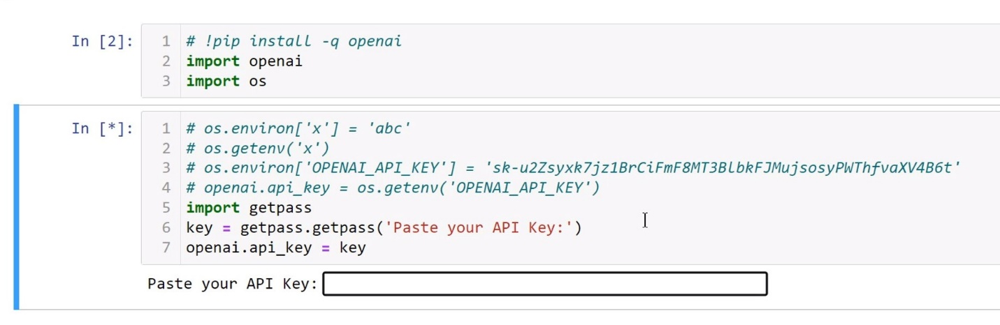 In [2]:
1 # !pip install -q openai
2 import openai
3 import os
In [*]:
1 # os.environ['x'] = 'abc'
2 # os.getenv('x')
3 # os.environ['OPENAI_API_KEY'] = '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'
4 # openai.api_key = os.getenv('OPENAI_API_KEY')
5 import getpass
6 key = getpass.getpass('Paste your API Key:')
7 openai.api_key = key
Paste your API Key: